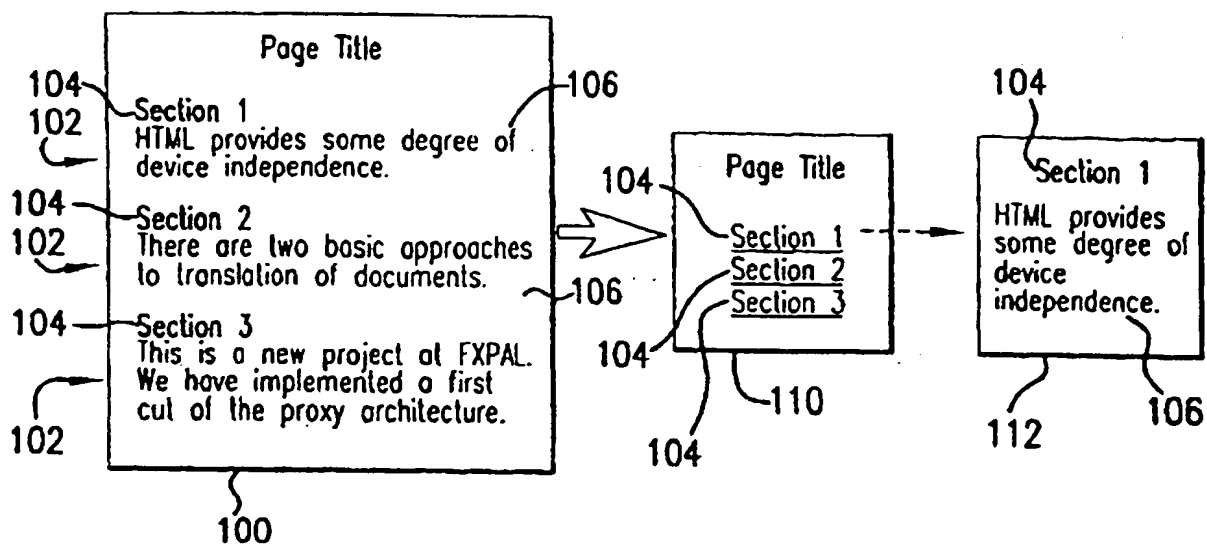 Page Title
104
Section 1
106
102
HTML provides some degree of
device independence.
104
Section 2
102
There are two basic approaches
to translation of documents.
106
104
Section 3
This is a new project at FXPAL.
We have implemented a first
cut of the proxy architecture.
102
100
Page Title
104
Section 1
Section 2
Section 3
104
104
110
104
Section 1
HTML provides
some degree of
device
independence.
106
112